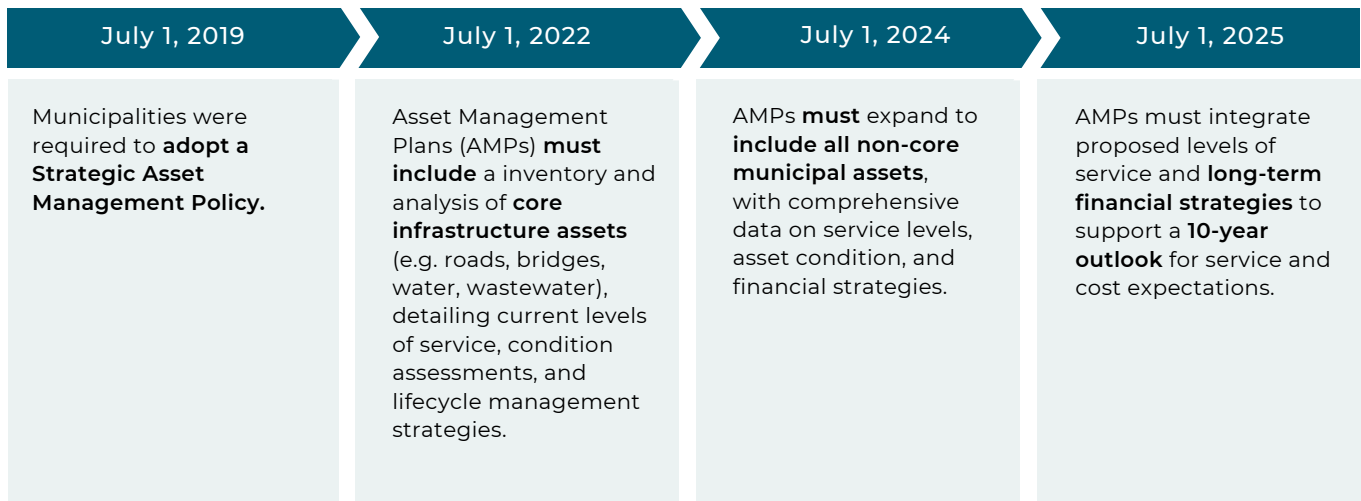 July 1, 2019
July 1, 2022
July 1, 2024
July 1, 2025
Municipalities were
required to adopt a
Strategic Asset
Management Policy.
Asset Management
Plans (AMPs) must
include a inventory and
analysis of core
infrastructure assets
(e.g. roads, bridges,
water, wastewater),
detailing current levels
of service, condition
assessments, and
lifecycle management
strategies.
AMPs must expand to
include all non-core
municipal assets,
with comprehensive
data on service levels,
asset condition, and
financial strategies.
AMPs must integrate
proposed levels of
service and long-term
financial strategies to
support a 10-year
outlook for service and
cost expectations.